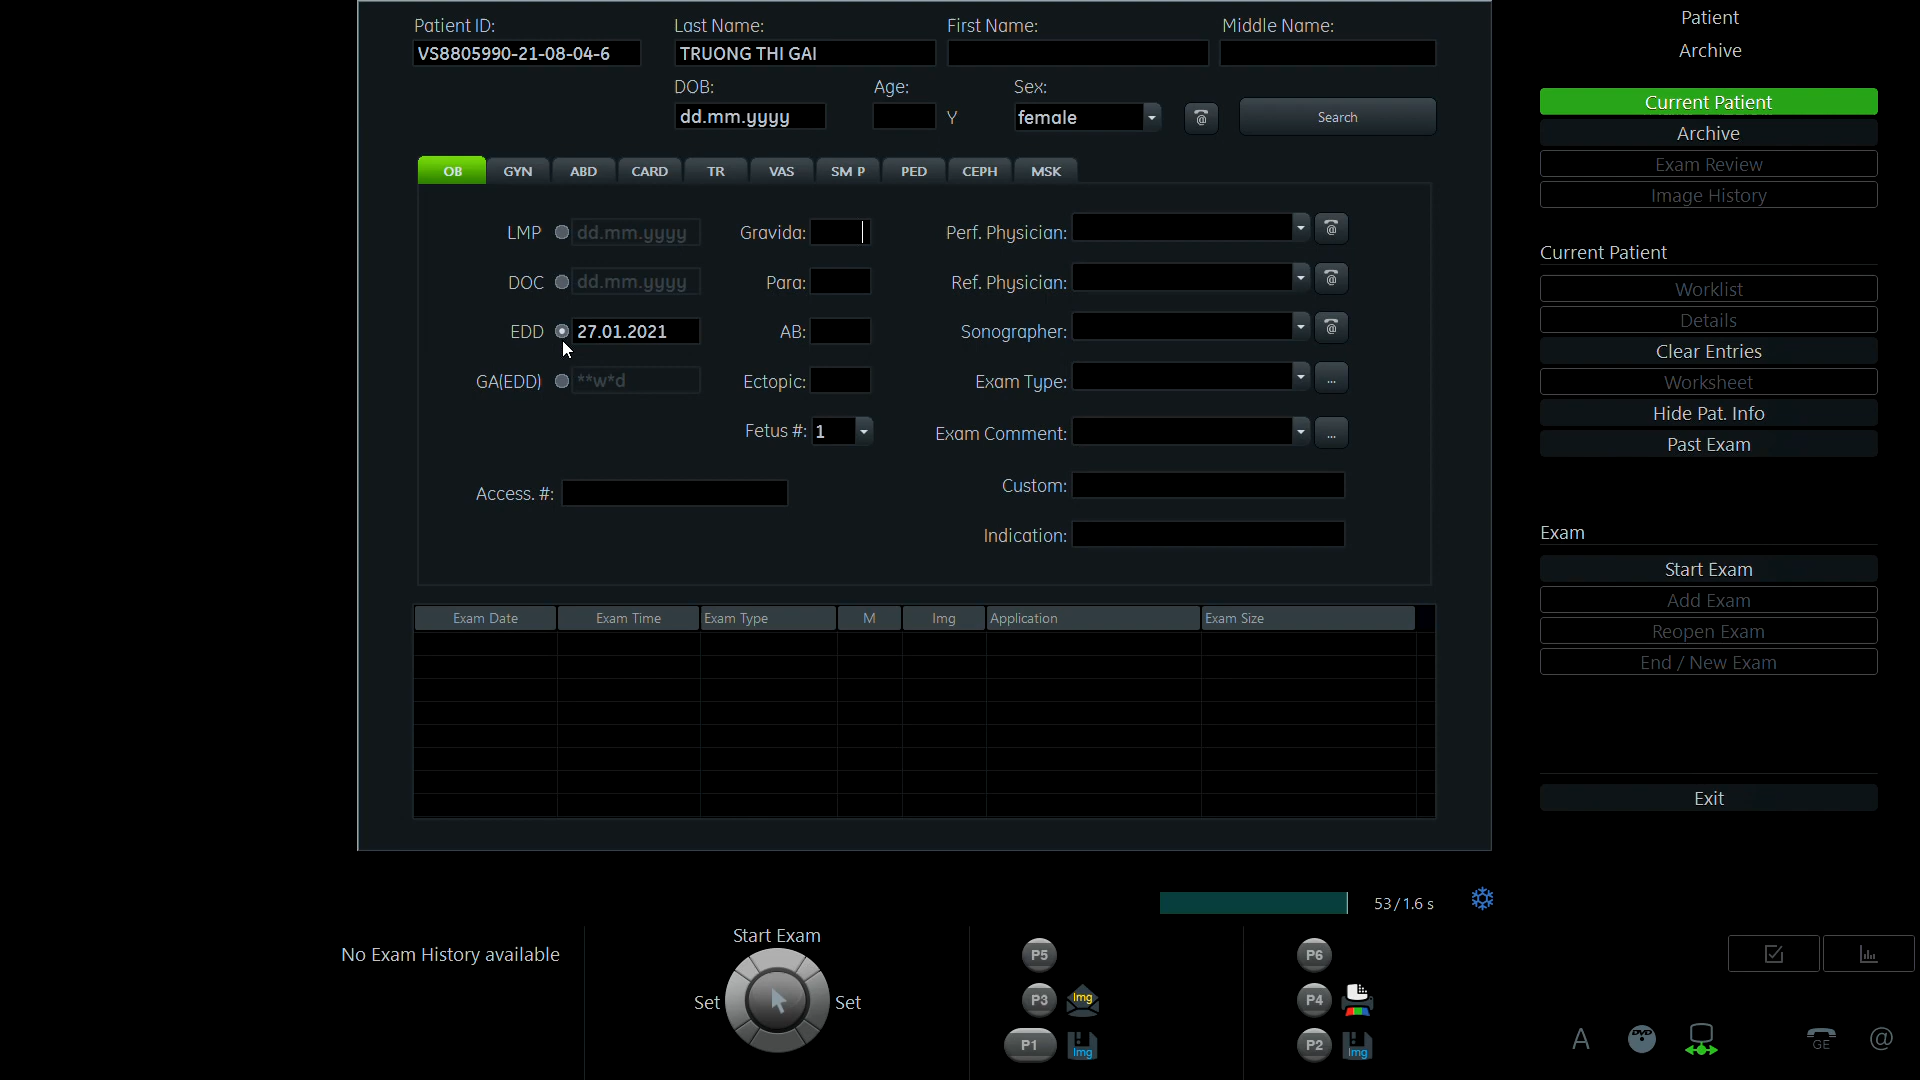 Patient ID: Last Name: First Name: Middle Name:
VS8805990-21-08-04-6 TRUONG THI GAI
DOB: Age: Sex:
dd.mm.yyyy Y female Search
OB GYN ABD CARD TR VAS SM P PED CEPH MSK
LMP dd.mm.yyyy Gravida: Perf. Physician:
DOC dd.mm.yyyy Para: Ref. Physician:
EDD 27.01.2021 AB: Sonographer:
GA(EDD) **w*d Ectopic: Exam Type: ...
Fetus #: 1 Exam Comment: ...
Access. #: Custom:
Indication:
Exam Date Exam Time Exam Type M Img Application Exam Size
Patient
Archive
Current Patient
Archive
Exam Review
Image History
Current Patient
Worklist
Details
Clear Entries
Worksheet
Hide Pat. Info
Past Exam
Exam
Start Exam
Add Exam
Reopen Exam
End / New Exam
Exit
53/1.6 s
No Exam History available
Start Exam
Set Set
P5 P6
P3 Img P4
P1 Img P2 Img
A DVD GE @